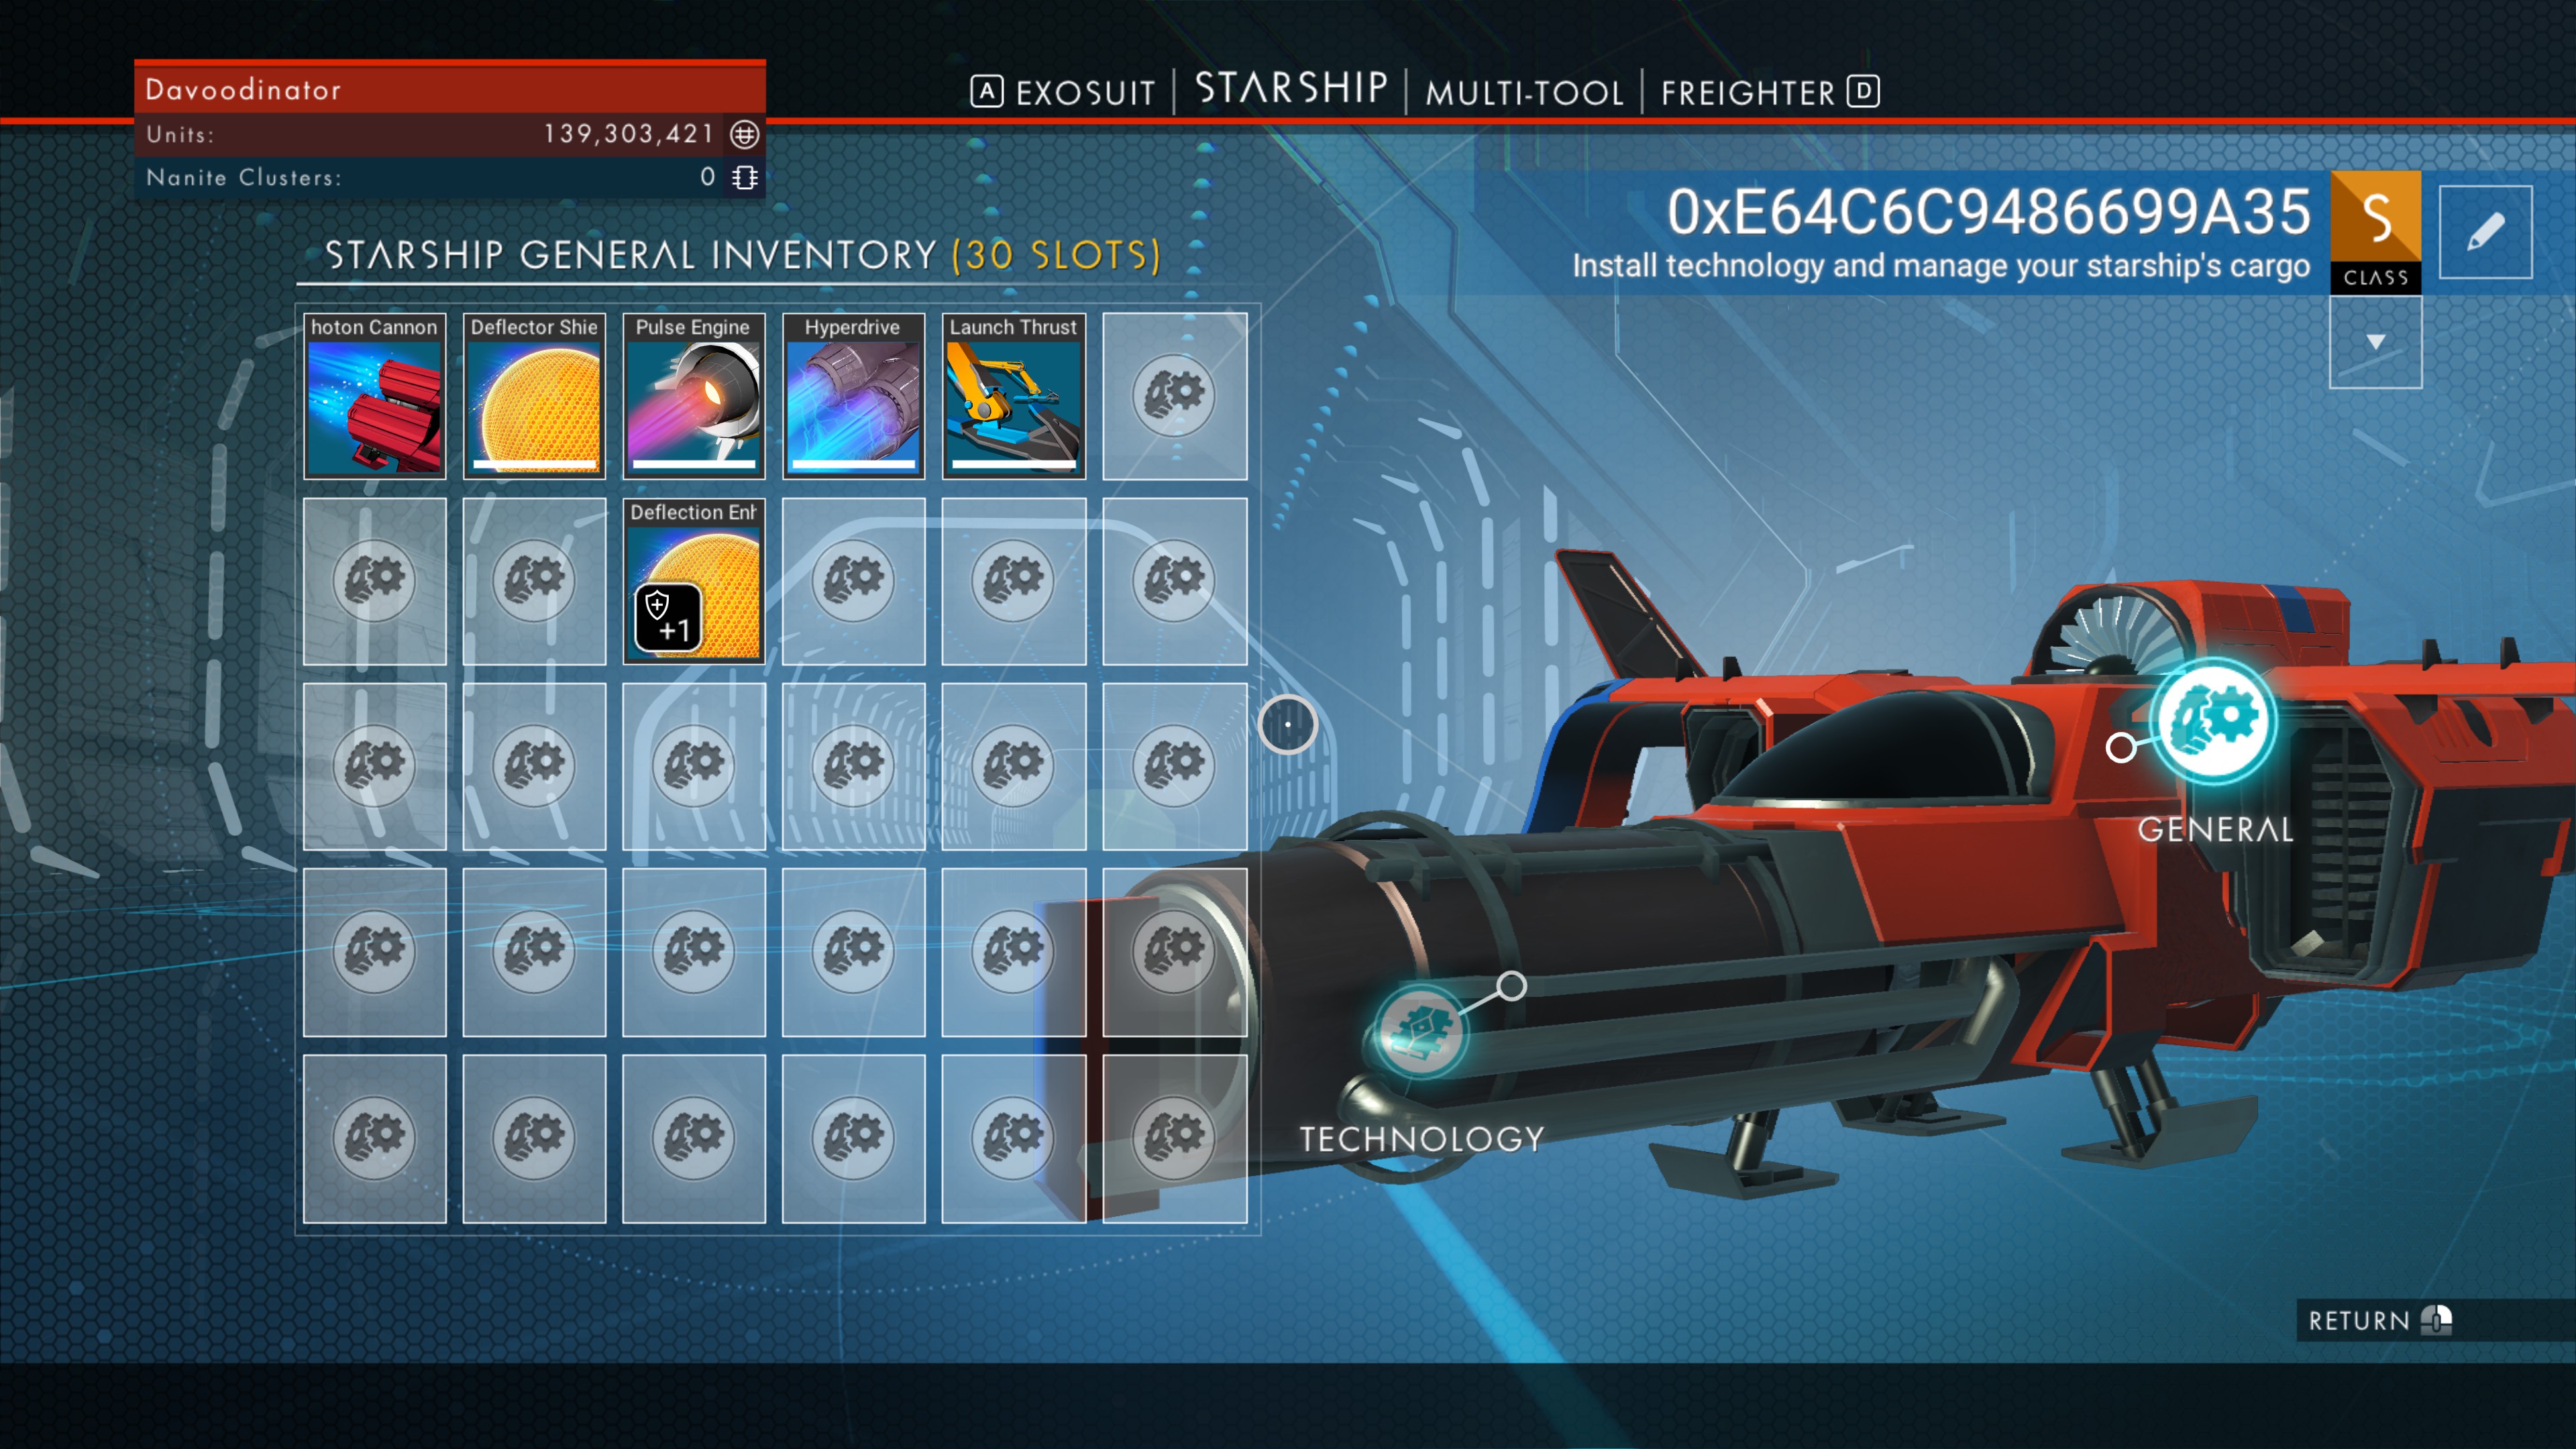 Davoodinator
Units: 139,303,421
Nanite Clusters: 0
A EXOSUIT STARSHIP MULTI-TOOL FREIGHTER D
0xE64C6C9486699A35
Install technology and manage your starship's cargo
S
CLASS
STARSHIP GENERAL INVENTORY (30 SLOTS)
hoton Cannon Deflector Shie Pulse Engine Hyperdrive Launch Thrust
Deflection Enh
+1
GENERAL
TECHNOLOGY
RETURN